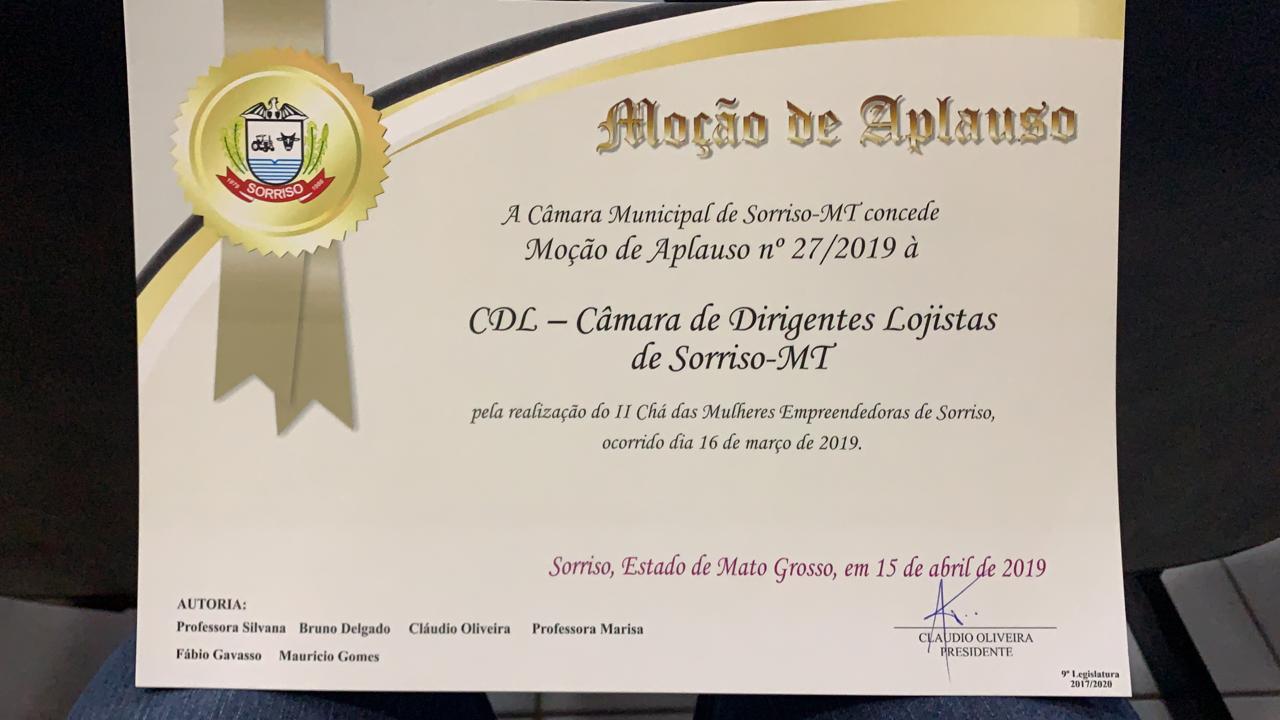 Moção de Aplauso
1979 SORRISO 1986
A Câmara Municipal de Sorriso-MT concede
Moção de Aplauso nº 27/2019 à
CDL – Câmara de Dirigentes Lojistas
de Sorriso-MT
pela realização do II Chá das Mulheres Empreendedoras de Sorriso,
ocorrido dia 16 de março de 2019.
Sorriso, Estado de Mato Grosso, em 15 de abril de 2019
AUTORIA:
Professora Silvana Bruno Delgado Cláudio Oliveira Professora Marisa
Fábio Gavasso Mauricio Gomes
CLAUDIO OLIVEIRA
PRESIDENTE
9ª Legislatura
2017/2020